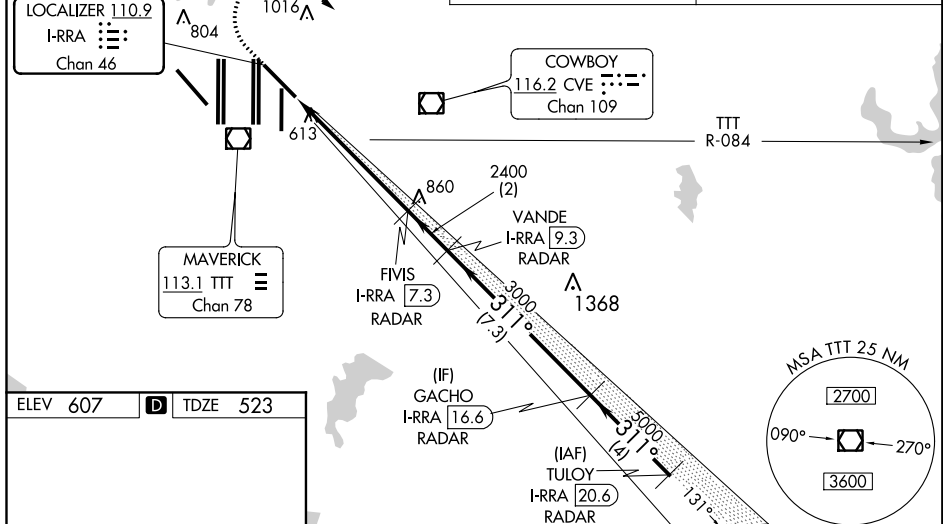 LOCALIZER 110.9
I-RRA
Chan 46
804
1016
COWBOY
116.2 CVE
Chan 109
TTT
R-084
613
860
2400
(2)
VANDE
I-RRA 9.3
RADAR
MAVERICK
113.1 TTT
Chan 78
FIVIS
I-RRA 7.3
RADAR
1368
3000
311°
(7.3)
(IF)
GACHO
I-RRA 16.6
RADAR
5000
311°
(4)
(IAF)
TULOY
I-RRA 20.6
RADAR
131°
MSA TTT 25 NM
2700
090°
270°
3600
ELEV 607
D
TDZE 523